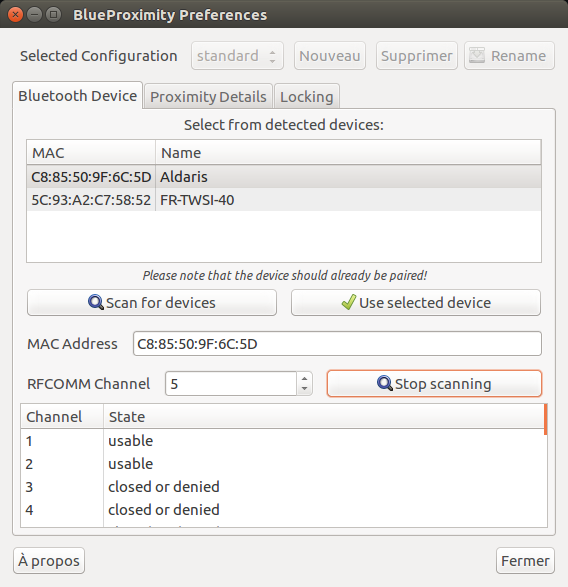 BlueProximity Preferences
Selected Configuration standard Nouveau Supprimer Rename
Bluetooth Device Proximity Details Locking
Select from detected devices:
MAC Name
C8:85:50:9F:6C:5D Aldaris
5C:93:A2:C7:58:52 FR-TWSI-40
Please note that the device should already be paired!
Scan for devices Use selected device
MAC Address C8:85:50:9F:6C:5D
RFCOMM Channel 5 Stop scanning
Channel State
1 usable
2 usable
3 closed or denied
4 closed or denied
À propos Fermer